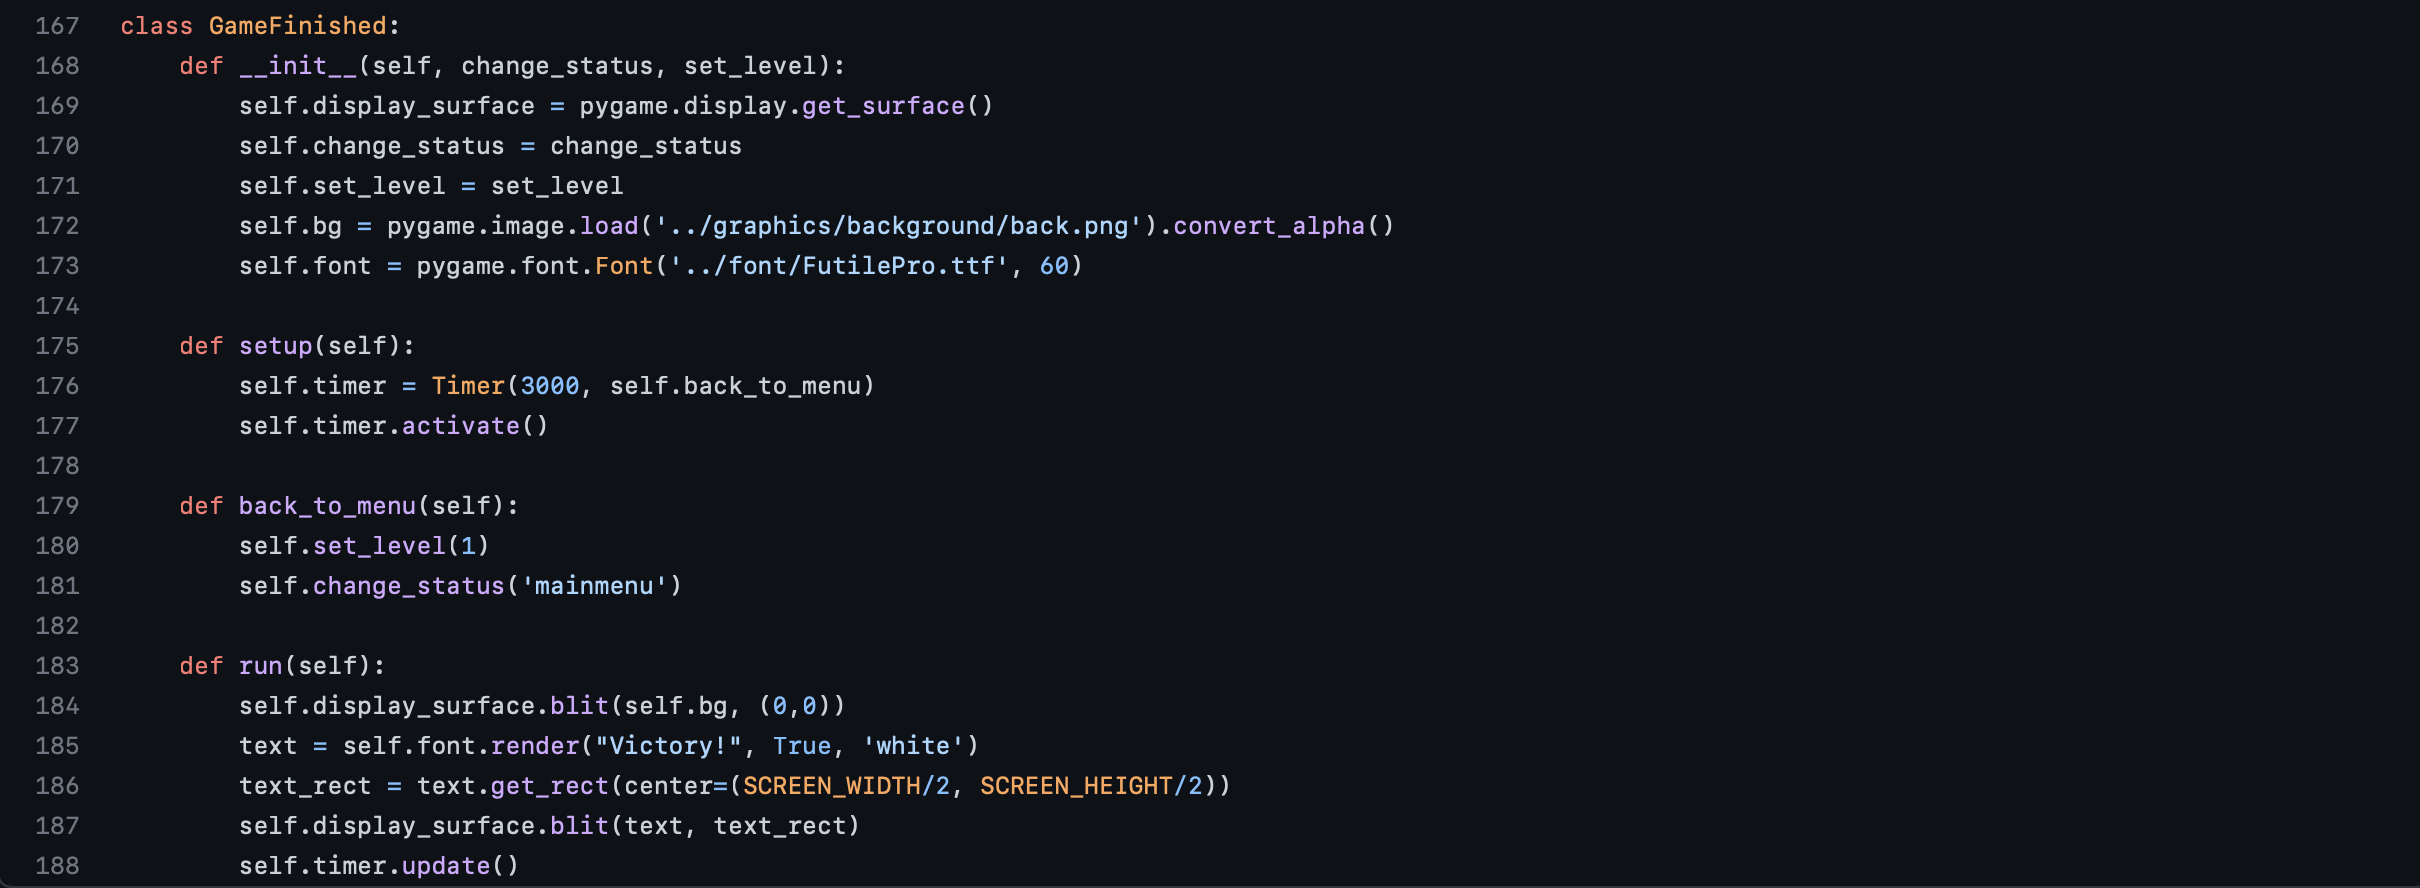 167 class GameFinished:
168     def __init__(self, change_status, set_level):
169         self.display_surface = pygame.display.get_surface()
170         self.change_status = change_status
171         self.set_level = set_level
172         self.bg = pygame.image.load('../graphics/background/back.png').convert_alpha()
173         self.font = pygame.font.Font('../font/FutilePro.ttf', 60)
174
175     def setup(self):
176         self.timer = Timer(3000, self.back_to_menu)
177         self.timer.activate()
178
179     def back_to_menu(self):
180         self.set_level(1)
181         self.change_status('mainmenu')
182
183     def run(self):
184         self.display_surface.blit(self.bg, (0,0))
185         text = self.font.render("Victory!", True, 'white')
186         text_rect = text.get_rect(center=(SCREEN_WIDTH/2, SCREEN_HEIGHT/2))
187         self.display_surface.blit(text, text_rect)
188         self.timer.update()